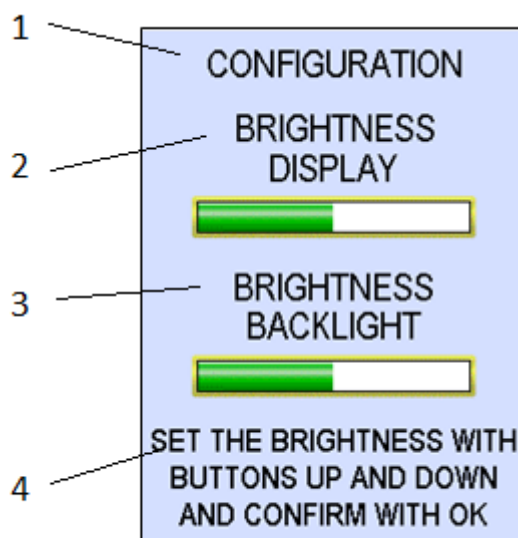 1
CONFIGURATION
2
BRIGHTNESS
DISPLAY
3
BRIGHTNESS
BACKLIGHT
4
SET THE BRIGHTNESS WITH
BUTTONS UP AND DOWN
AND CONFIRM WITH OK